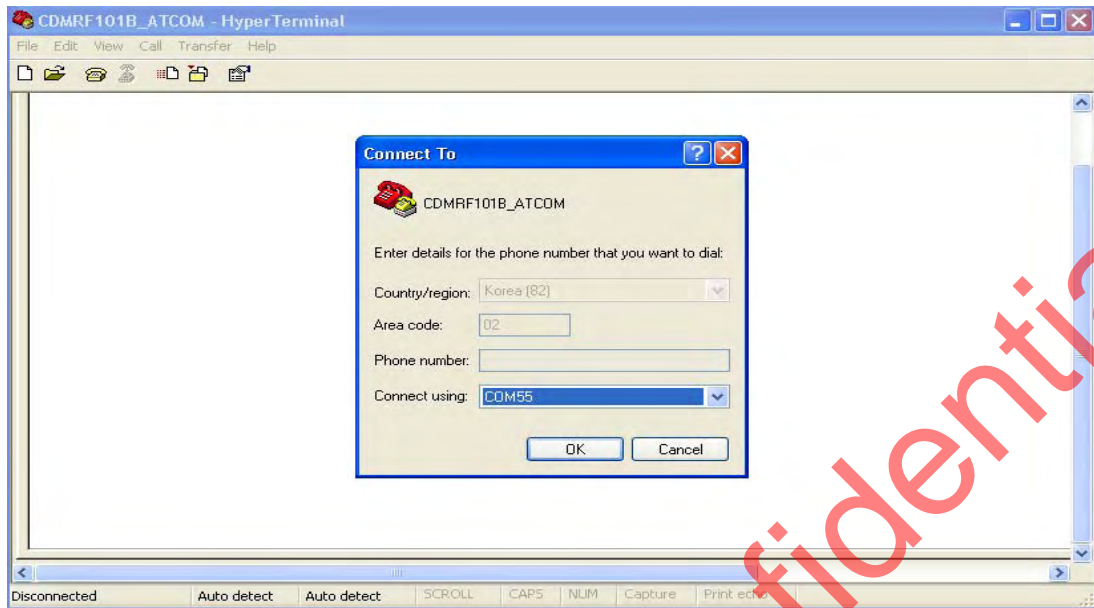 CDMRF101B_ATCOM - HyperTerminal
File Edit View Call Transfer Help
Connect To
CDMRF101B_ATCOM
Enter details for the phone number that you want to dial:
Country/region: Korea (82)
Area code: 02
Phone number:
Connect using: COM55
OK Cancel
Disconnected Auto detect Auto detect SCROLL CAPS NUM Capture Print echo